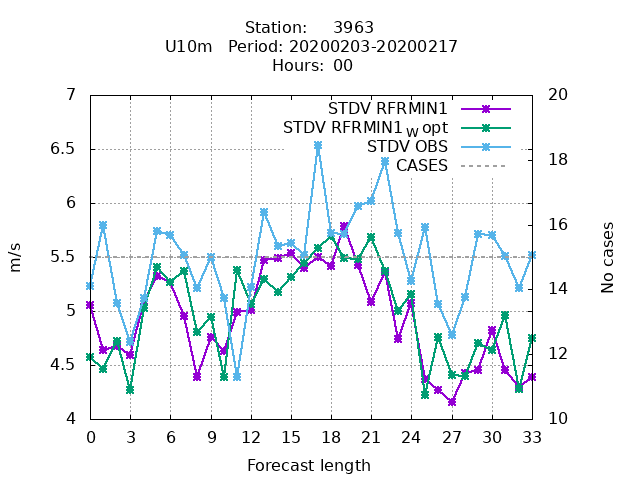 Station: 3963
U10m Period: 20200203-20200217
Hours: 00
7 20
STDV RFRMIN1
STDV RFRMIN1 W opt
STDV OBS
CASES
6.5 18
6 16
5.5
5 14
4.5 12
4 10
m/s
No cases
0 3 6 9 12 15 18 21 24 27 30 33
Forecast length